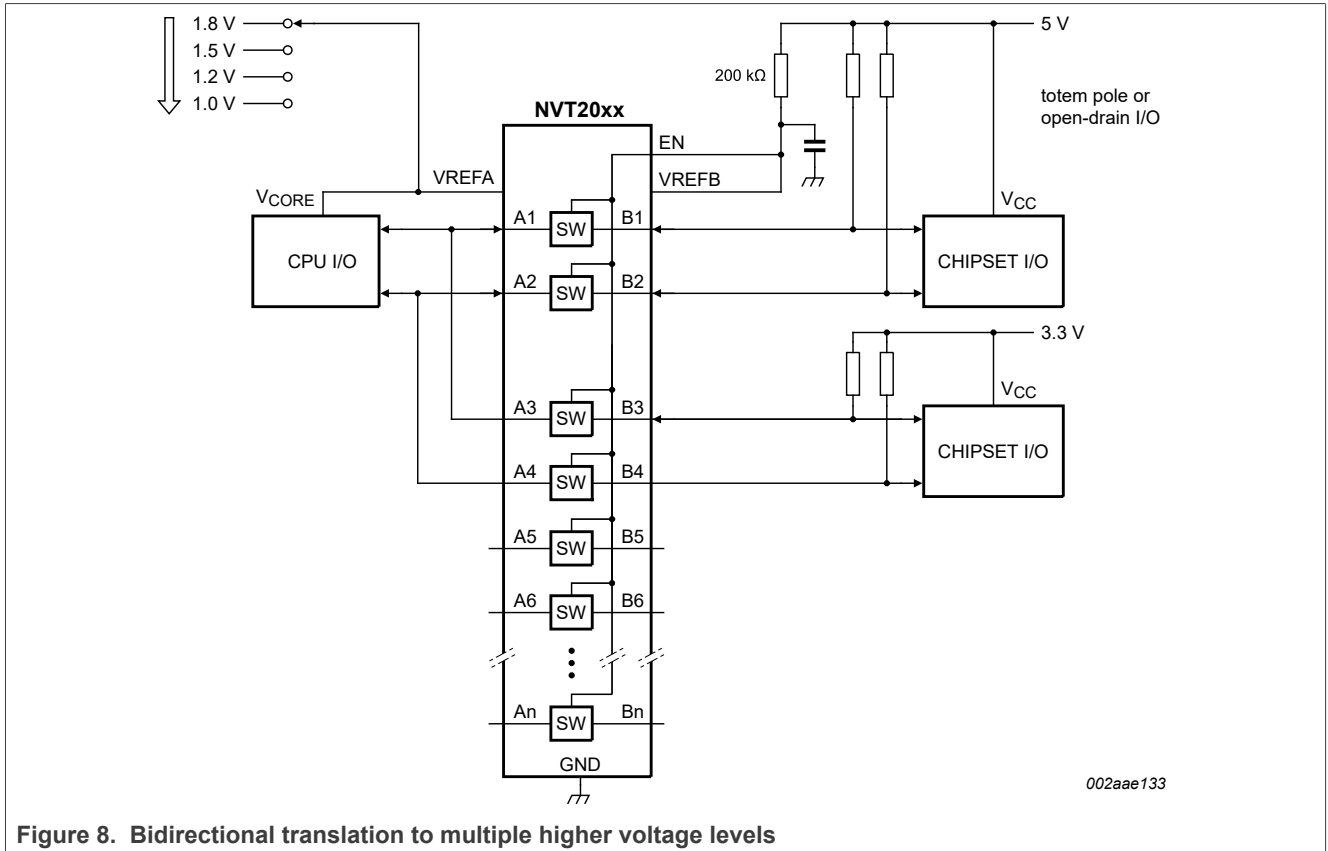 1.8 V
1.5 V
1.2 V
1.0 V
5 V
200 kΩ
totem pole or
open-drain I/O
NVT20xx
EN
VREFA
VREFB
VCORE
VCC
A1
SW
B1
CPU I/O
CHIPSET I/O
A2
SW
B2
3.3 V
VCC
A3
SW
B3
CHIPSET I/O
A4
SW
B4
A5
SW
B5
A6
SW
B6
An
SW
Bn
GND
002aae133
Figure 8. Bidirectional translation to multiple higher voltage levels